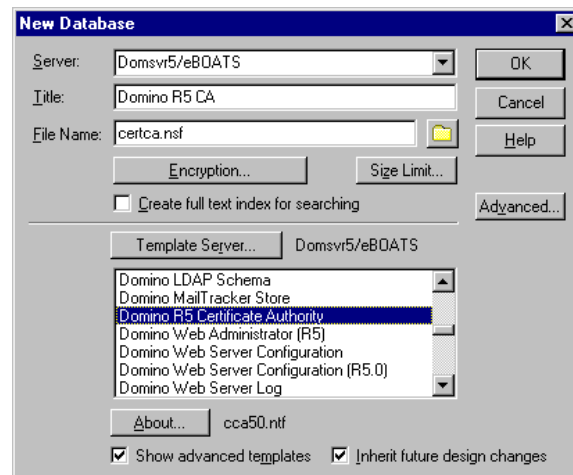 New Database
Server: Domsvr5/eBOATS OK
Title: Domino R5 CA Cancel
File Name: certca.nsf Help
Encryption... Size Limit...
Create full text index for searching Advanced...
Template Server... Domsvr5/eBOATS
Domino LDAP Schema
Domino MailTracker Store
Domino R5 Certificate Authority
Domino Web Administrator (R5)
Domino Web Server Configuration
Domino Web Server Configuration (R5.0)
Domino Web Server Log
About... cca50.ntf
Show advanced templates Inherit future design changes